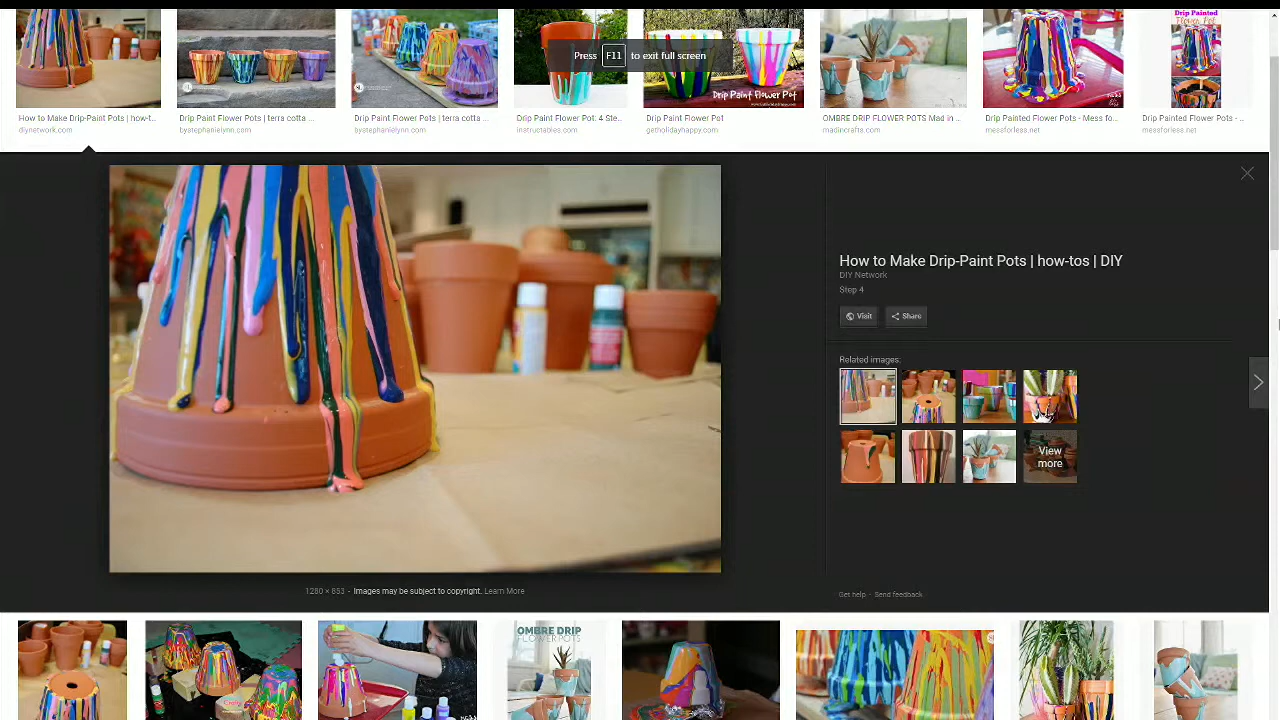 Drip Painted
Flower Pot
Press F11 to exit full screen
Drip Paint Flower Pot
How to Make Drip-Paint Pots | how-t...
diynetwork.com
Drip Paint Flower Pots | terra cotta ...
bystephanielynn.com
Drip Paint Flower Pots | terra cotta ...
bystephanielynn.com
Drip Paint Flower Pot: 4 Ste...
instructables.com
Drip Paint Flower Pot
getholidayhappy.com
OMBRE DRIP FLOWER POTS Mad in ...
madincrafts.com
Drip Painted Flower Pots - Mess fo...
messforless.net
Drip Painted Flower Pots - ...
messforless.net
How to Make Drip-Paint Pots | how-tos | DIY
DIY Network
Step 4
Visit
Share
Related images:
View
more
1280 × 853 - Images may be subject to copyright. Learn More
Get help - Send feedback
OMBRE DRIP
FLOWER POTS